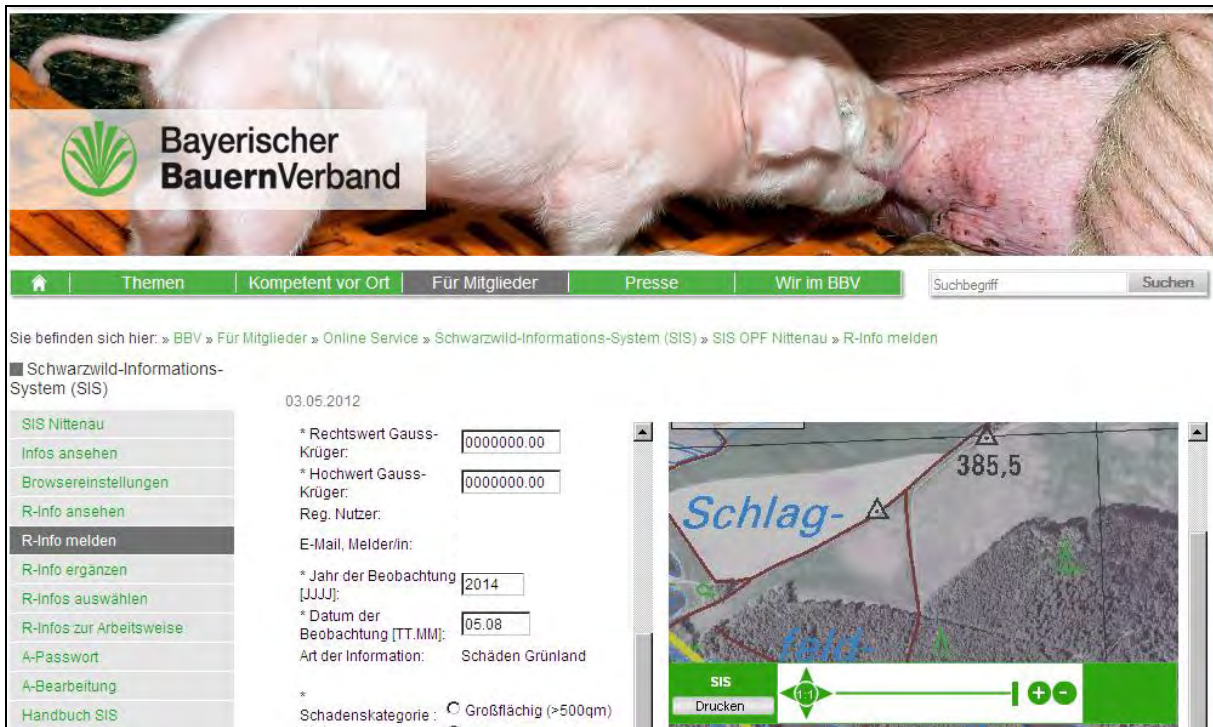 Bayerischer
BauernVerband
Themen
Kompetent vor Ort
Für Mitglieder
Presse
Wir im BBV
Suchbegriff
Suchen
Sie befinden sich hier: » BBV » Für Mitglieder » Online Service » Schwarzwild-Informations-System (SIS) » SIS OPF Nittenau » R-Info melden
Schwarzwild-Informations-
System (SIS)
SIS Nittenau
Infos ansehen
Browsereinstellungen
R-Info ansehen
R-Info melden
R-Info ergänzen
R-Infos auswählen
R-Infos zur Arbeitsweise
A-Passwort
A-Bearbeitung
Handbuch SIS
03.05.2012
* Rechtswert Gauss-
Krüger: 0000000.00
* Hochwert Gauss-
Krüger: 0000000.00
Reg. Nutzer:
E-Mail, Melder/in:
* Jahr der Beobachtung
[JJJJ]: 2014
* Datum der
Beobachtung [TT.MM]: 05.08
Art der Information: Schäden Grünland
*
Schadenskategorie : Großflächig (>500qm)
385,5
Schlag-
feld-
SIS
Drucken
1:1